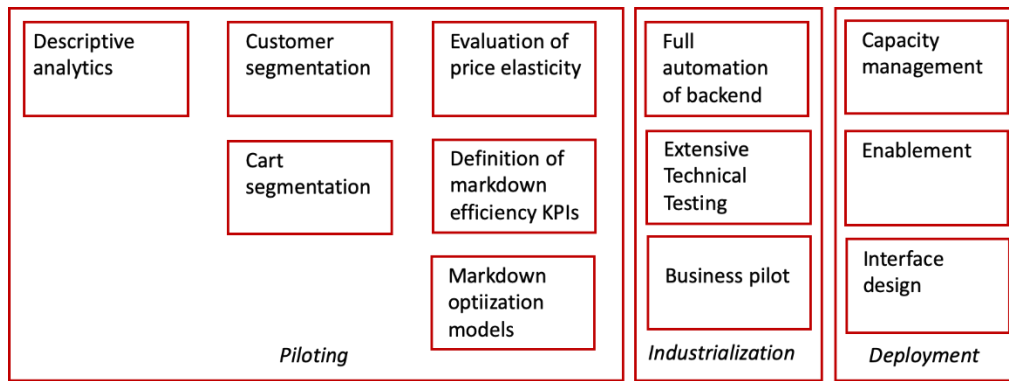 Descriptive
analytics
Customer
segmentation
Cart
segmentation
Evaluation of
price elasticity
Definition of
markdown
efficiency KPIs
Markdown
optiization
models
Piloting
Full
automation
of backend
Extensive
Technical
Testing
Business pilot
Industrialization
Capacity
management
Enablement
Interface
design
Deployment